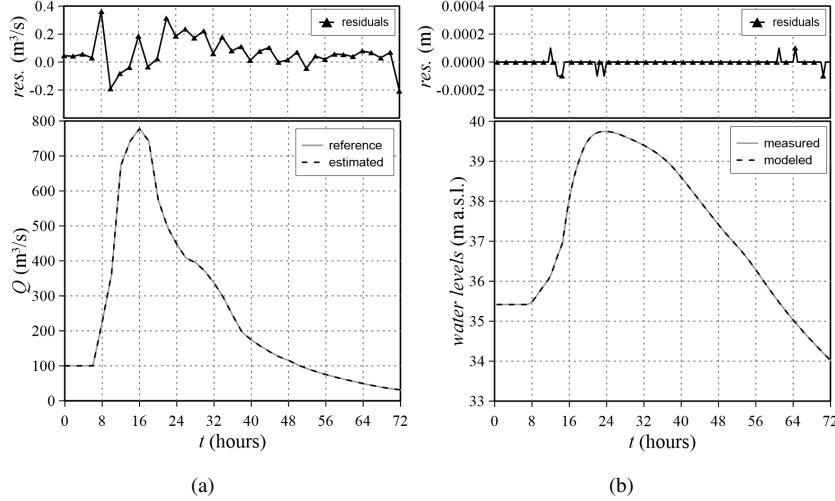 0.4
0.2
0.0
-0.2
res. (m³/s)
residuals
800
700
600
500
400
300
200
100
0
Q (m³/s)
reference
estimated
0 8 16 24 32 40 48 56 64 72
t (hours)
(a)
0.0004
0.0002
0.0000
-0.0002
res. (m)
residuals
40
39
38
37
36
35
34
33
water levels (m a.s.l.)
measured
modeled
0 8 16 24 32 40 48 56 64 72
t (hours)
(b)